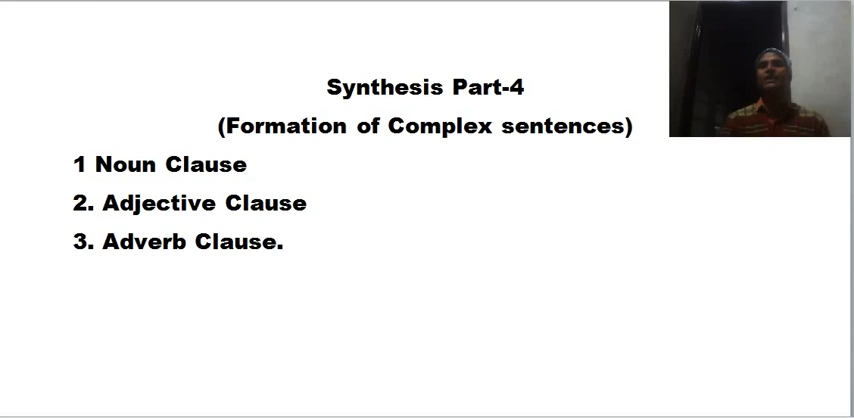 Synthesis Part-4
(Formation of Complex sentences)
1 Noun Clause
2. Adjective Clause
3. Adverb Clause.